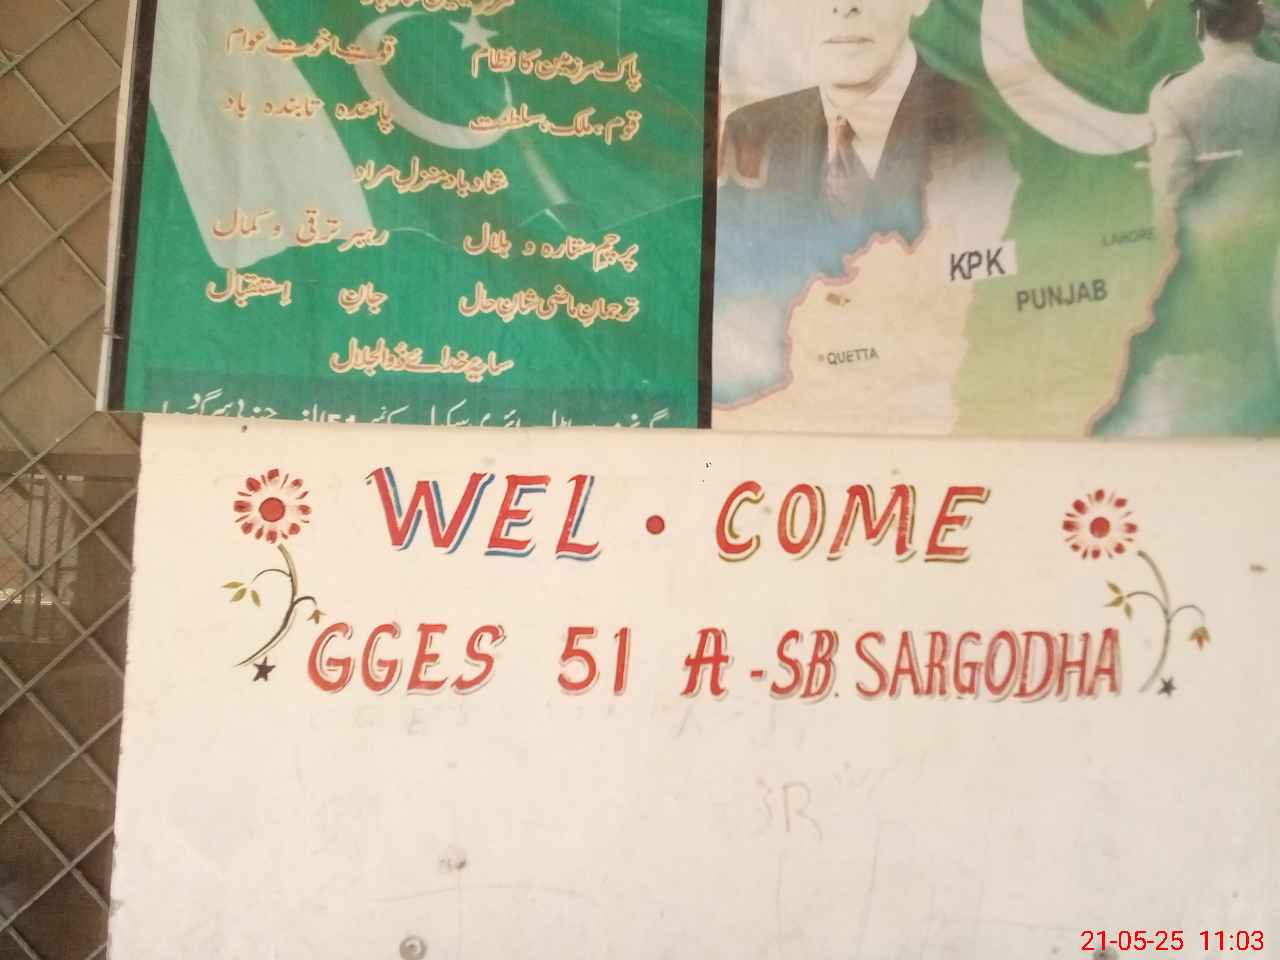 پاک سرزمین کا نظام قوتِ اخوتِ عوام
قوم، ملک، سلطنت پائندہ تابندہ باد
شاد باد منزلِ مراد
پرچمِ ستارہ و ہلال رہبرِ ترقی و کمال
ترجمانِ ماضی شانِ حال جانِ اِستقبال
سایۂ خدائے ذوالجلال
KPK
LAHORE
PUNJAB
QUETTA
WEL • COME
GGES 51 A-SB. SARGODHA
JR
21-05-25 11:03